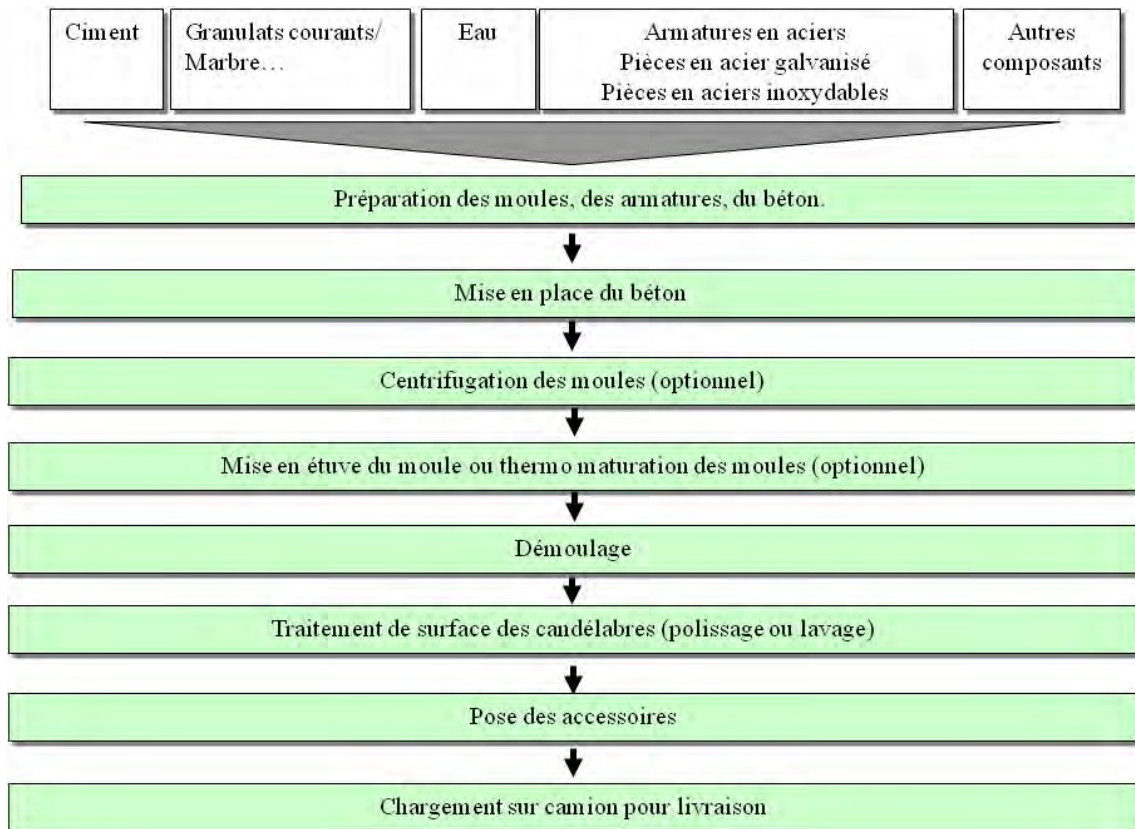 Ciment
Granulats courants/
Marbre…
Eau
Armatures en aciers
Pièces en acier galvanisé
Pièces en aciers inoxydables
Autres
composants
Préparation des moules, des armatures, du béton.
Mise en place du béton
Centrifugation des moules (optionnel)
Mise en étuve du moule ou thermo maturation des moules (optionnel)
Démoulage
Traitement de surface des candélabres (polissage ou lavage)
Pose des accessoires
Chargement sur camion pour livraison